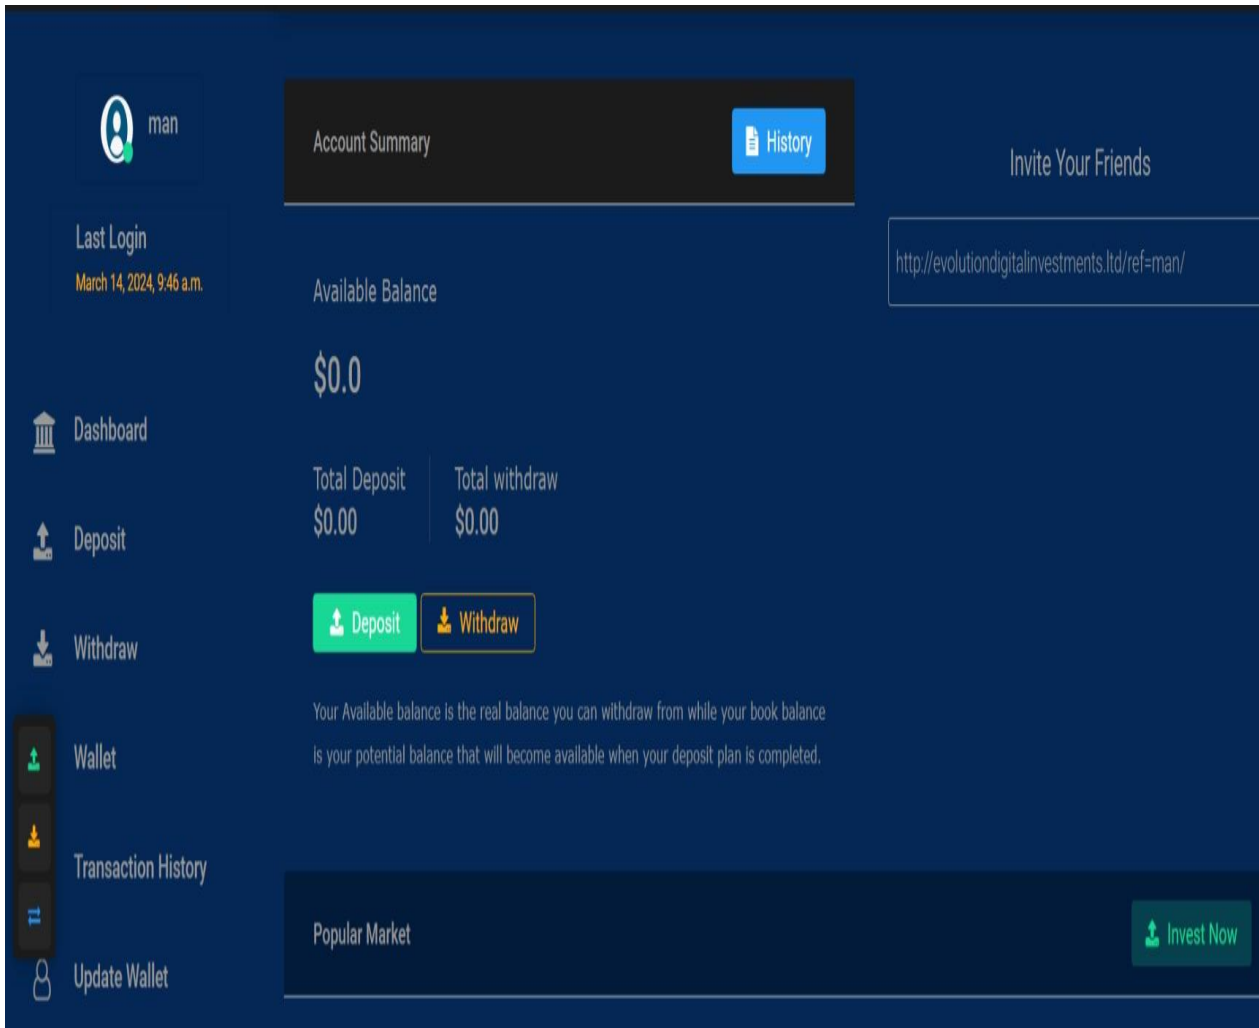 man
Last Login
March 14, 2024, 9:46 a.m.
Dashboard
Deposit
Withdraw
Wallet
Transaction History
Update Wallet
Account Summary
History
Available Balance
$0.0
Total Deposit
$0.00
Total withdraw
$0.00
Deposit
Withdraw
Your Available balance is the real balance you can withdraw from while your book balance
is your potential balance that will become available when your deposit plan is completed.
Popular Market
Invest Now
Invite Your Friends
http://evolutiondigitalinvestments.ltd/ref=man/